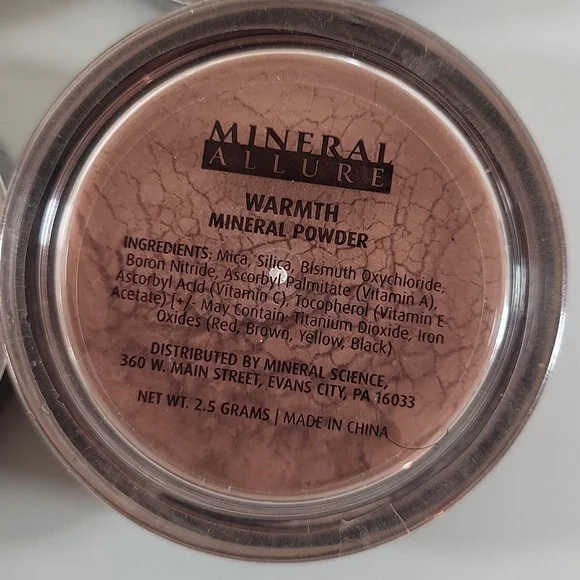 MINERAL
ALLURE
WARMTH
MINERAL POWDER
INGREDIENTS: Mica, Silica, Bismuth Oxychloride,
Boron Nitride, Ascorbyl Palmitate (Vitamin A),
Ascorbyl Acid (Vitamin C), Tocopherol (Vitamin E
Acetate) [+/- May Contain: Titanium Dioxide, Iron
Oxides (Red, Brown, Yellow, Black)
DISTRIBUTED BY MINERAL SCIENCE,
360 W. MAIN STREET, EVANS CITY, PA 16033
NET WT. 2.5 GRAMS | MADE IN CHINA